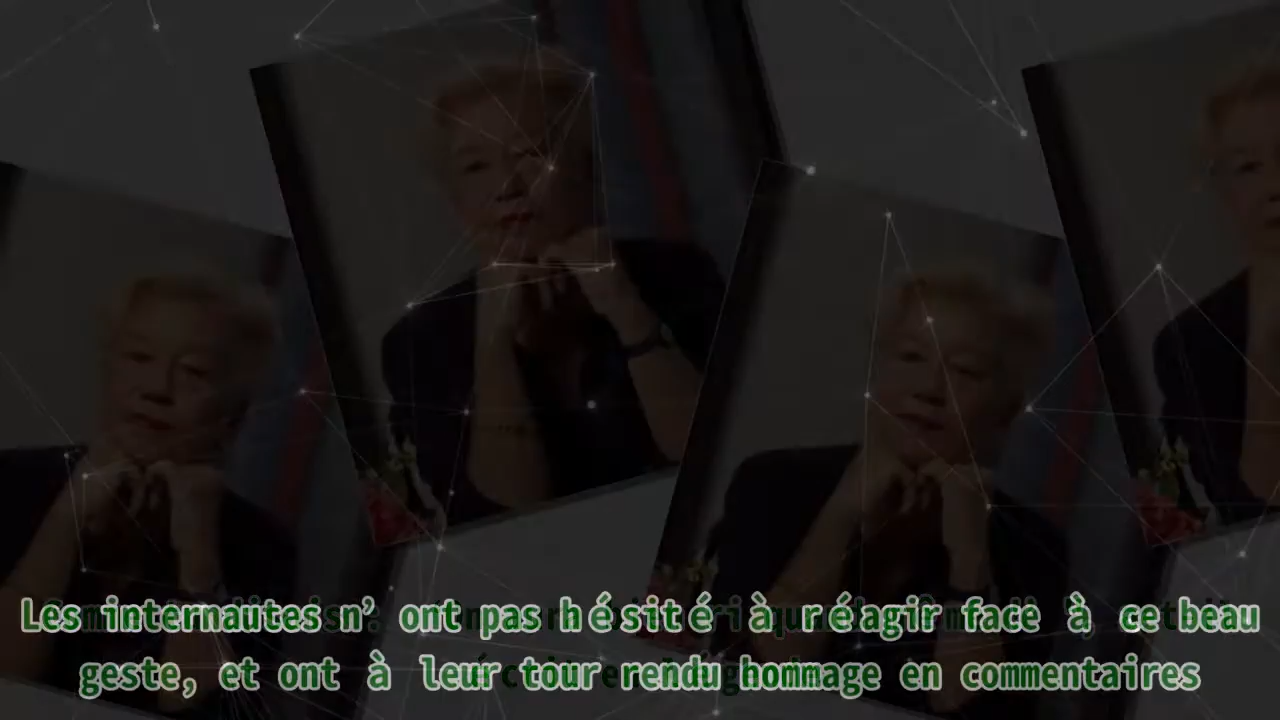 Les internautes n’ ont pas hésité à réagir face à ce beau
geste, et ont à leur tour rendu hommage en commentaires